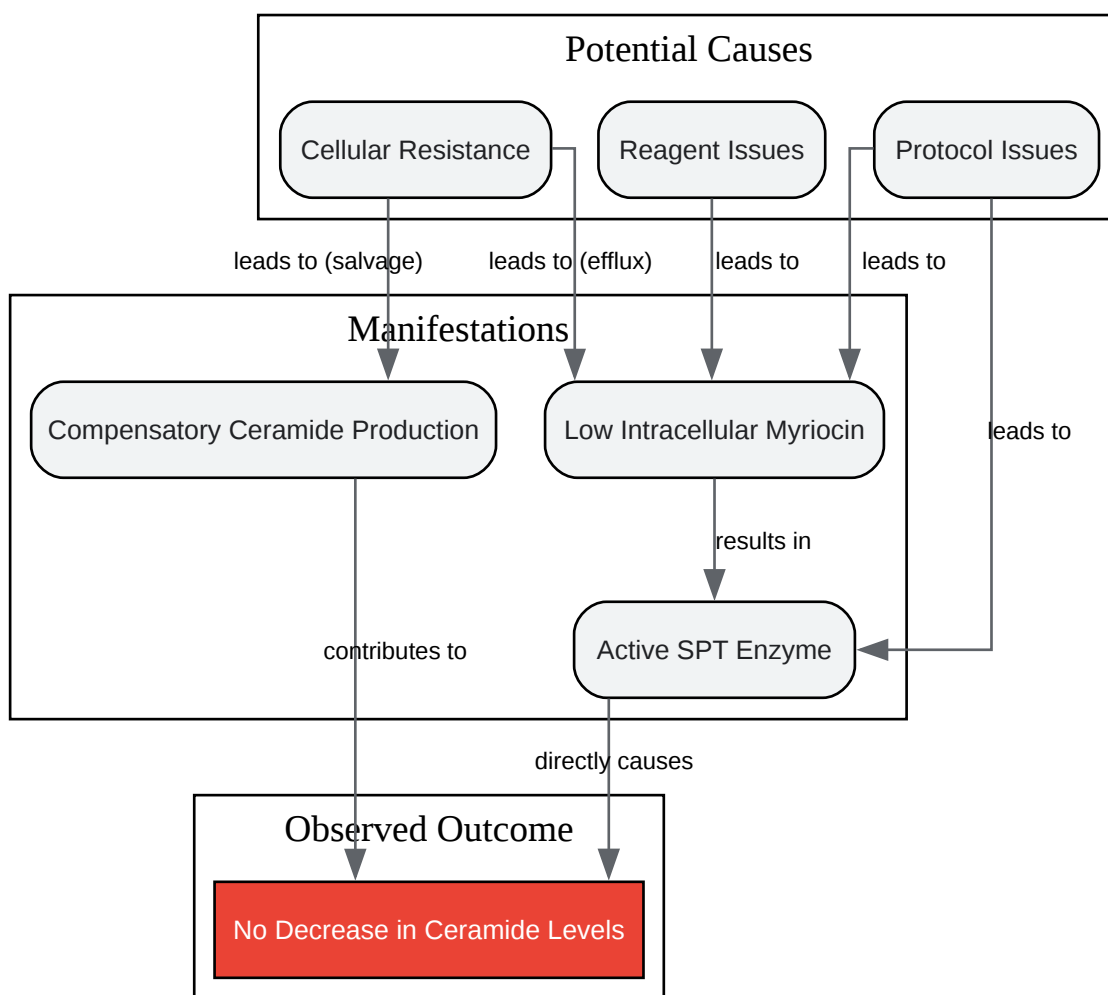 Potential Causes
Cellular Resistance
Reagent Issues
Protocol Issues
leads to (salvage)
leads to (efflux)
leads to
leads to
Manifestations
Compensatory Ceramide Production
Low Intracellular Myriocin
leads to
results in
Active SPT Enzyme
contributes to
directly causes
Observed Outcome
No Decrease in Ceramide Levels